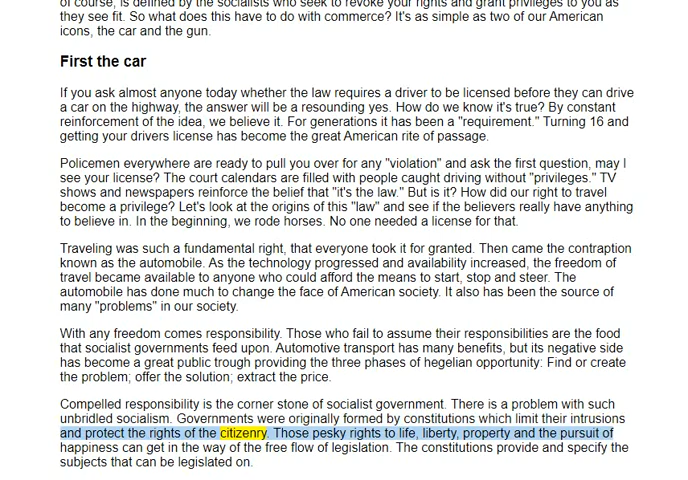 of course, is defined by the socialists who seek to revoke your rights and grant privileges to you as
they see fit. So what does this have to do with commerce? It's as simple as two of our American
icons, the car and the gun.
First the car
If you ask almost anyone today whether the law requires a driver to be licensed before they can drive
a car on the highway, the answer will be a resounding yes. How do we know it's true? By constant
reinforcement of the idea, we believe it. For generations it has been a "requirement." Turning 16 and
getting your drivers license has become the great American rite of passage.
Policemen everywhere are ready to pull you over for any "violation" and ask the first question, may I
see your license? The court calendars are filled with people caught driving without "privileges." TV
shows and newspapers reinforce the belief that "it's the law." But is it? How did our right to travel
become a privilege? Let's look at the origins of this "law" and see if the believers really have anything
to believe in. In the beginning, we rode horses. No one needed a license for that.
Traveling was such a fundamental right, that everyone took it for granted. Then came the contraption
known as the automobile. As the technology progressed and availability increased, the freedom of
travel became available to anyone who could afford the means to start, stop and steer. The
automobile has done much to change the face of American society. It also has been the source of
many "problems" in our society.
With any freedom comes responsibility. Those who fail to assume their responsibilities are the food
that socialist governments feed upon. Automotive transport has many benefits, but its negative side
has become a great public trough providing the three phases of hegelian opportunity: Find or create
the problem; offer the solution; extract the price.
Compelled responsibility is the corner stone of socialist government. There is a problem with such
unbridled socialism. Governments were originally formed by constitutions which limit their intrusions
and protect the rights of the citizenry. Those pesky rights to life, liberty, property and the pursuit of
happiness can get in the way of the free flow of legislation. The constitutions provide and specify the
subjects that can be legislated on.